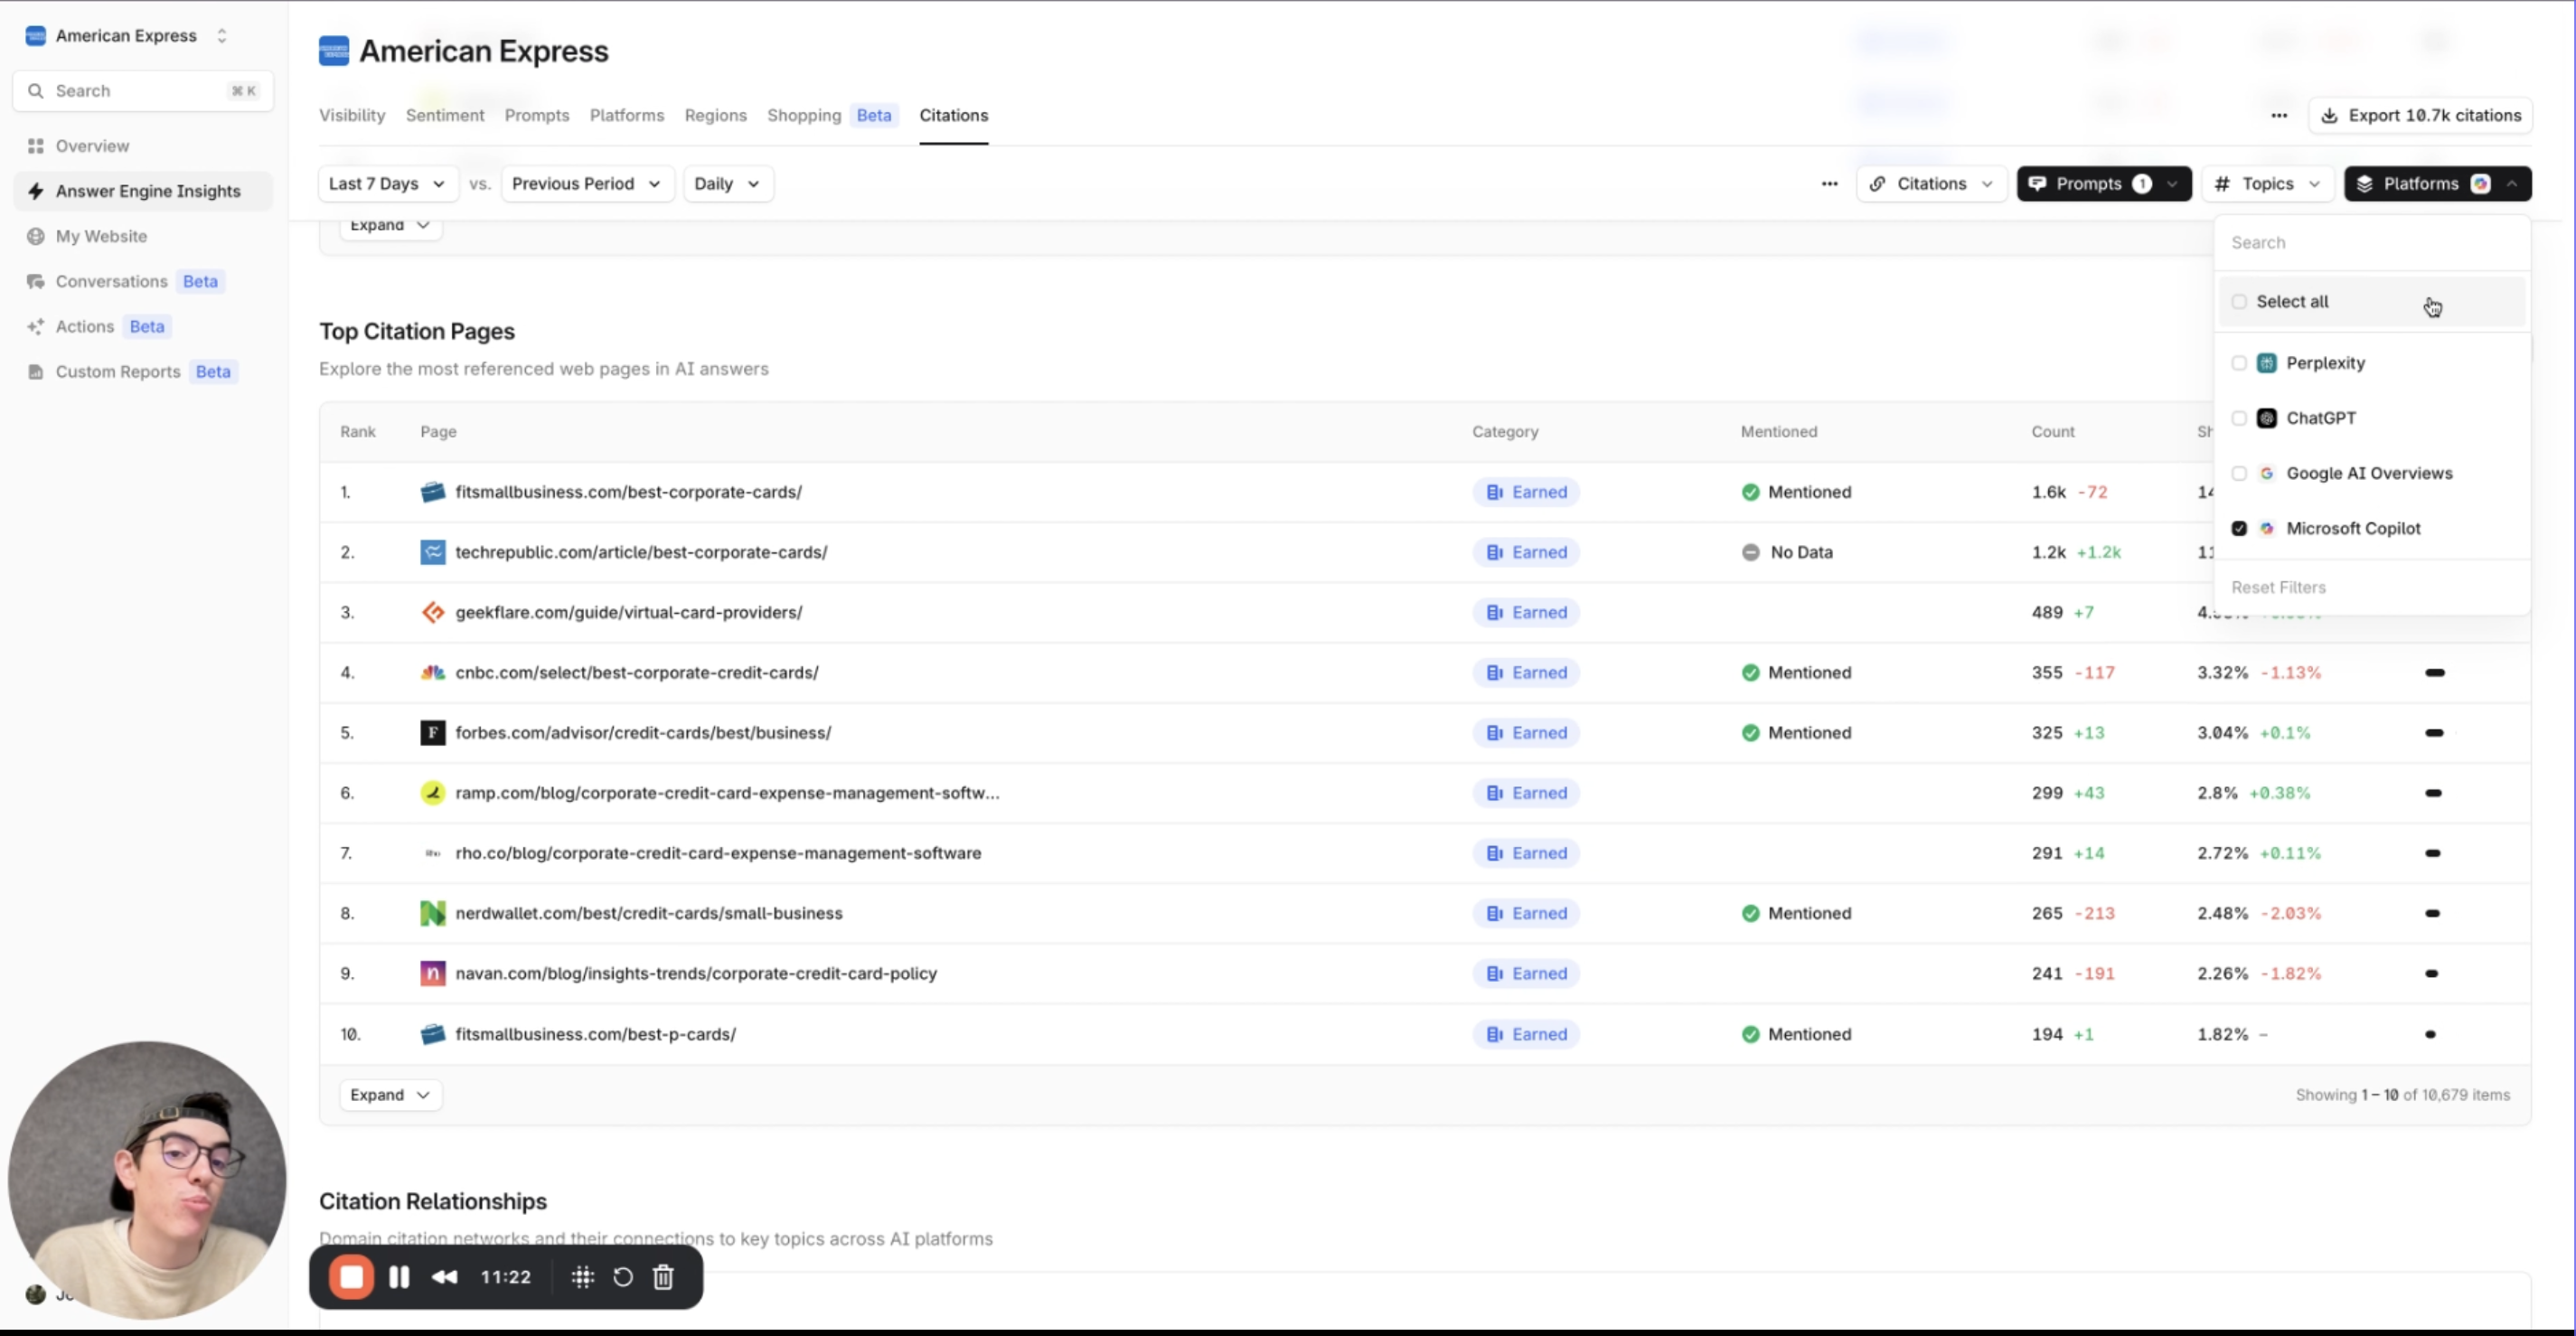 American Express
Search ⌘ K
Overview
Answer Engine Insights
My Website
Conversations Beta
Actions Beta
Custom Reports Beta
American Express
Visibility Sentiment Prompts Platforms Regions Shopping Beta Citations
Export 10.7k citations
Last 7 Days vs. Previous Period Daily
Citations Prompts 1 # Topics Platforms
Expand
Search
Select all
Perplexity
ChatGPT
Google AI Overviews
Microsoft Copilot
Reset Filters
Top Citation Pages
Explore the most referenced web pages in AI answers
Rank Page Category Mentioned Count
1. fitsmallbusiness.com/best-corporate-cards/ Earned Mentioned 1.6k -72
2. techrepublic.com/article/best-corporate-cards/ Earned No Data 1.2k +1.2k
3. geekflare.com/guide/virtual-card-providers/ Earned 489 +7
4. cnbc.com/select/best-corporate-credit-cards/ Earned Mentioned 355 -117 3.32% -1.13%
5. forbes.com/advisor/credit-cards/best/business/ Earned Mentioned 325 +13 3.04% +0.1%
6. ramp.com/blog/corporate-credit-card-expense-management-softw... Earned 299 +43 2.8% +0.38%
7. rho.co/blog/corporate-credit-card-expense-management-software Earned 291 +14 2.72% +0.11%
8. nerdwallet.com/best/credit-cards/small-business Earned Mentioned 265 -213 2.48% -2.03%
9. navan.com/blog/insights-trends/corporate-credit-card-policy Earned 241 -191 2.26% -1.82%
10. fitsmallbusiness.com/best-p-cards/ Earned Mentioned 194 +1 1.82% –
Expand
Showing 1 – 10 of 10,679 items
Citation Relationships
Domain citation networks and their connections to key topics across AI platforms
11:22